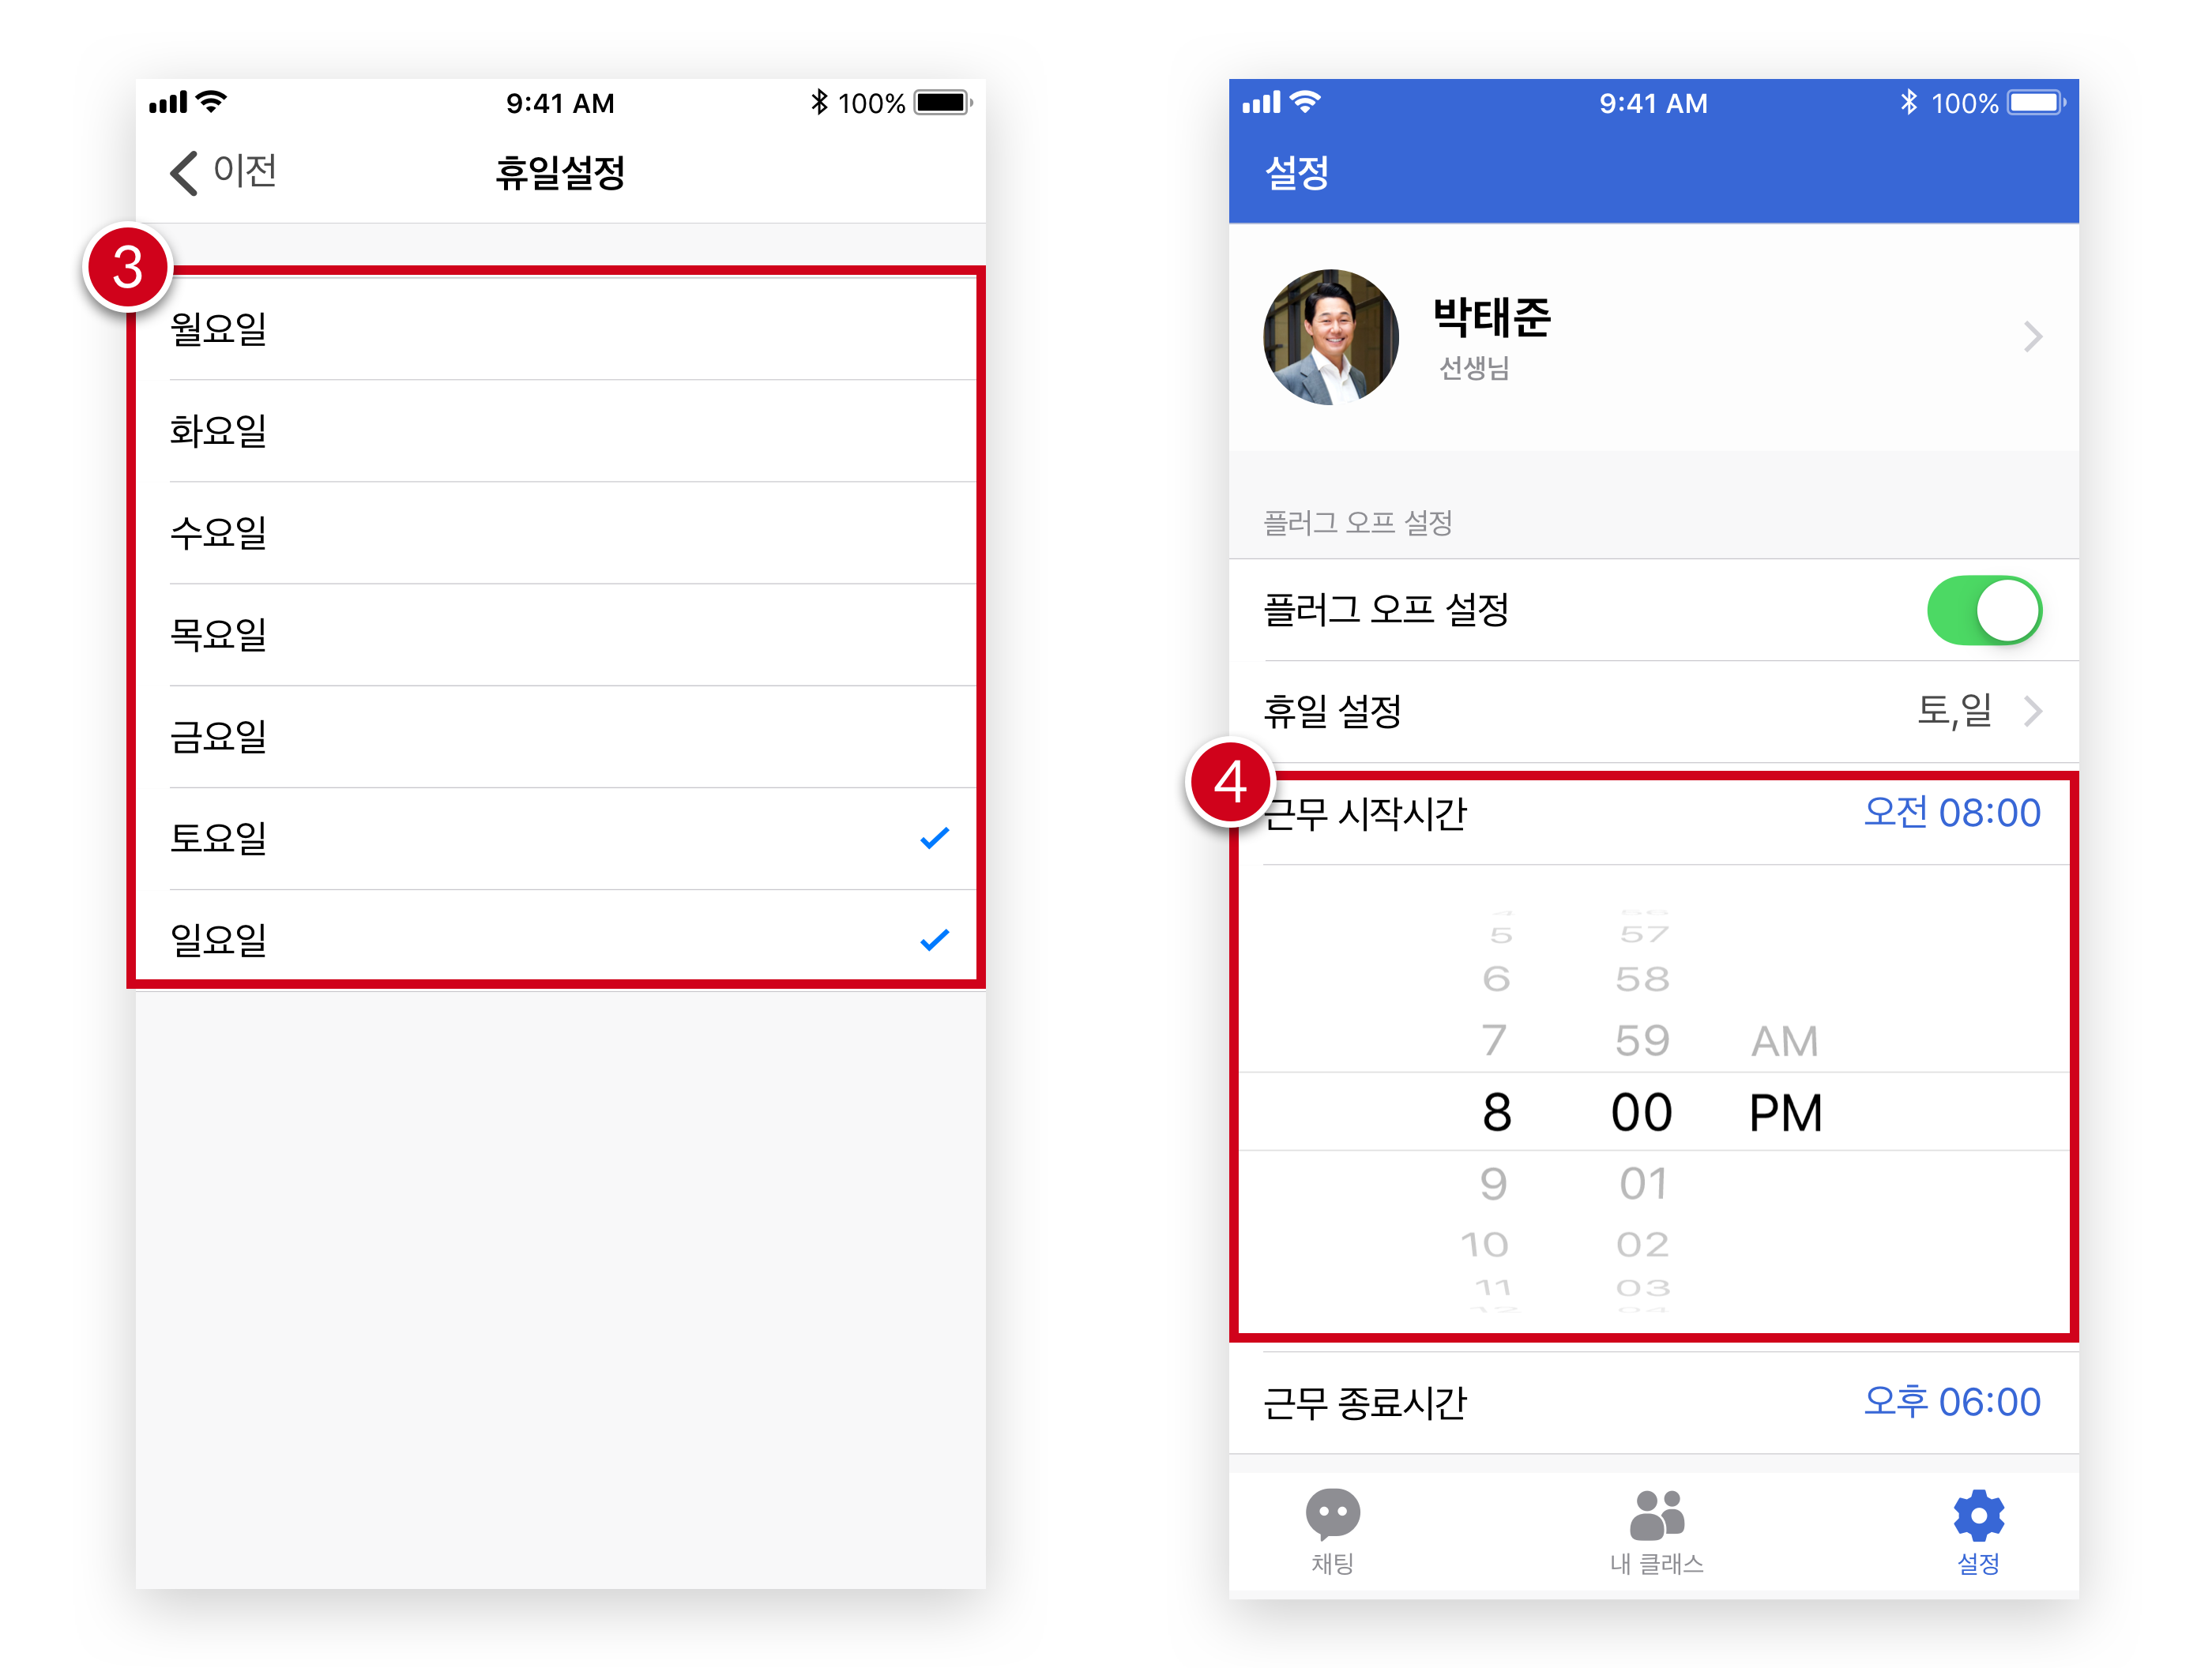 9:41 AM
100%
이전
휴일설정
3
월요일
화요일
수요일
목요일
금요일
토요일
일요일
9:41 AM
100%
설정
박태준
선생님
플러그 오프 설정
플러그 오프 설정
휴일 설정 토,일
4
근무 시작시간 오전 08:00
4 56
5 57
6 58
7 59 AM
8 00 PM
9 01
10 02
11 03
12 04
근무 종료시간 오후 06:00
채팅 내 클래스 설정